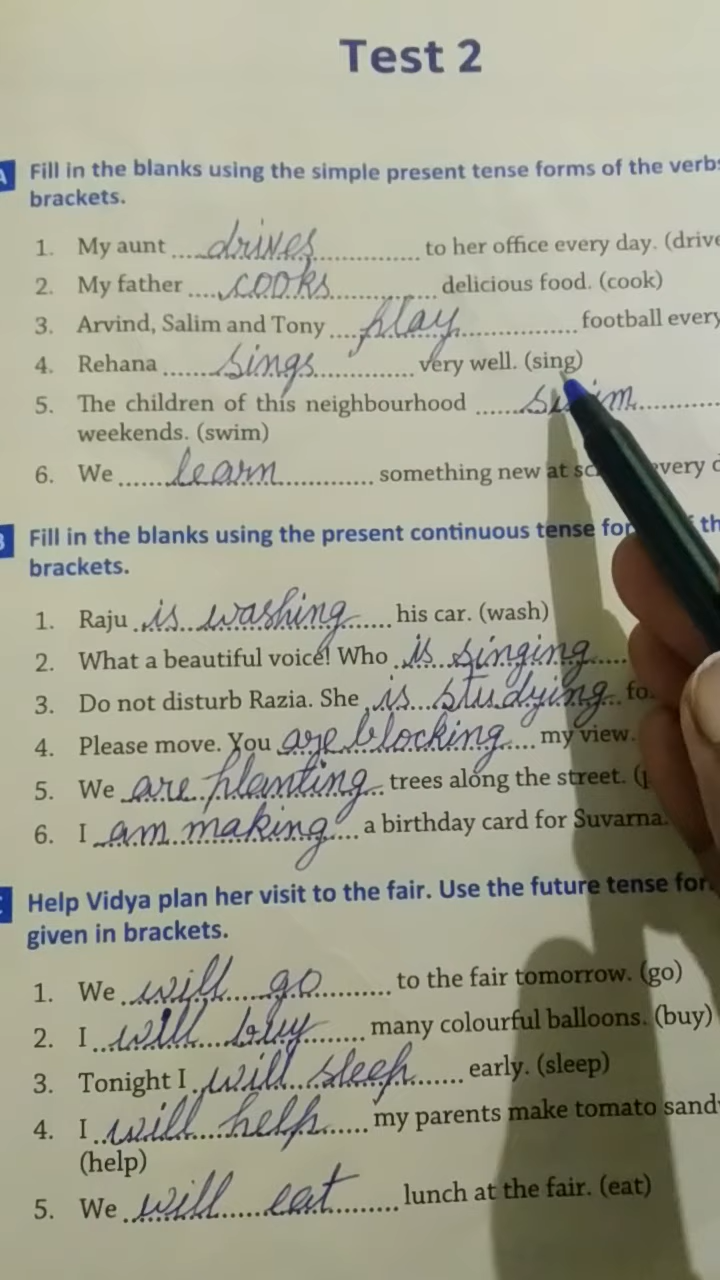 Test 2
A Fill in the blanks using the simple present tense forms of the verbs
brackets.
1. My aunt ....drives................ to her office every day. (drive
2. My father ....cooks............... delicious food. (cook)
3. Arvind, Salim and Tony ....play................ football every
4. Rehana .......sings............... very well. (sing)
5. The children of this neighbourhood ......swim............
weekends. (swim)
6. We .......learn............... something new at every
B Fill in the blanks using the present continuous tense
brackets.
1. Raju ..is washing...... his car. (wash)
2. What a beautiful voice! Who ..is singing.....
3. Do not disturb Razia. She .is studying..
4. Please move. You are blocking.... my view.
5. We .are planting.. trees along the street.
6. I .am making.... a birthday card for Suvarna.
C Help Vidya plan her visit to the fair. Use the future tense
given in brackets.
1. We ..will go.......... to the fair tomorrow. (go)
2. I ...will buy....... many colourful balloons. (buy)
3. Tonight I .will sleep...... early. (sleep)
4. I ..will help...... my parents make tomato
(help)
5. We ..will eat......... lunch at the fair. (eat)